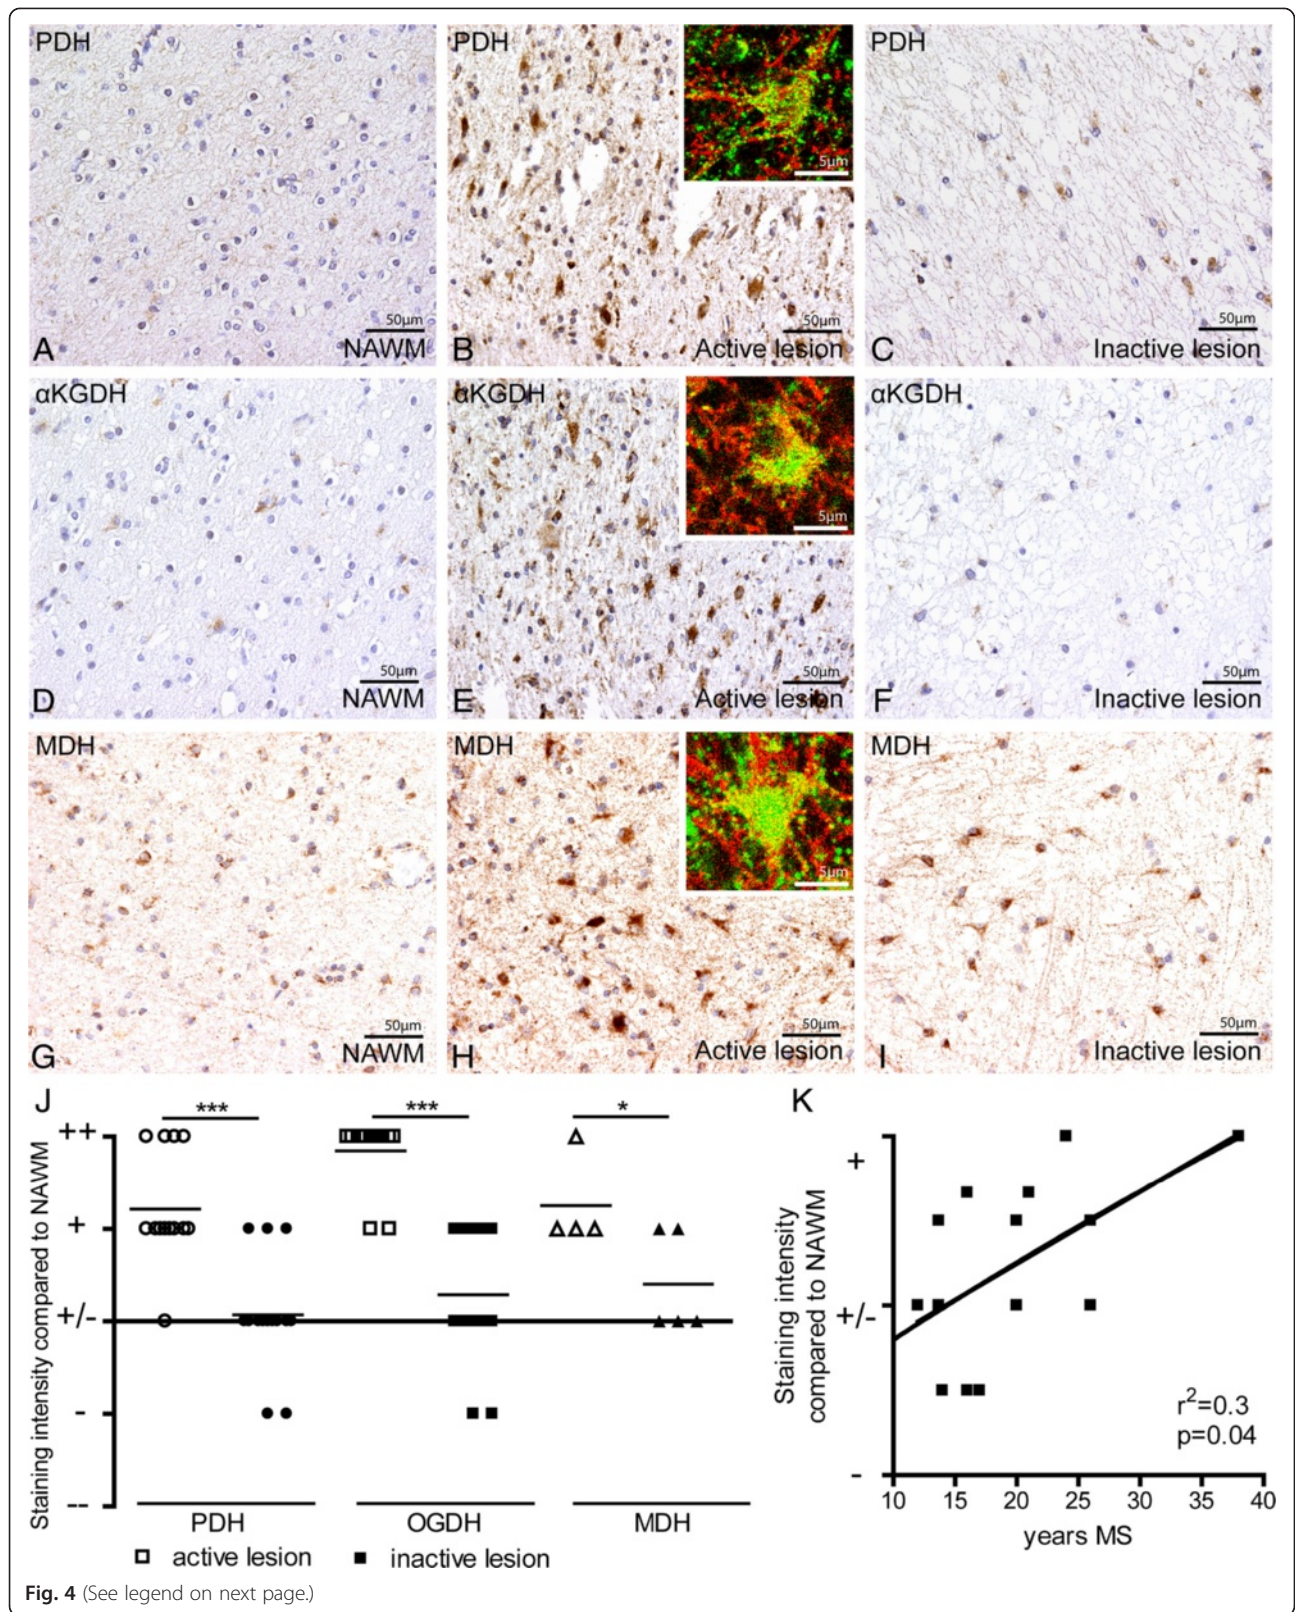 PDH
50µm
A
NAWM
PDH
5µm
50µm
B
Active lesion
PDH
50µm
C
Inactive lesion
αKGDH
50µm
D
NAWM
αKGDH
5µm
50µm
E
Active lesion
αKGDH
50µm
F
Inactive lesion
MDH
50µm
G
NAWM
MDH
5µm
50µm
H
Active lesion
MDH
50µm
I
Inactive lesion
J
Staining intensity compared to NAWM
++
+
+/-
-
--
***
***
*
PDH
OGDH
MDH
active lesion
inactive lesion
K
Staining intensity
compared to NAWM
+
+/-
-
r²=0.3
p=0.04
10 15 20 25 30 35 40
years MS
Fig. 4 (See legend on next page.)